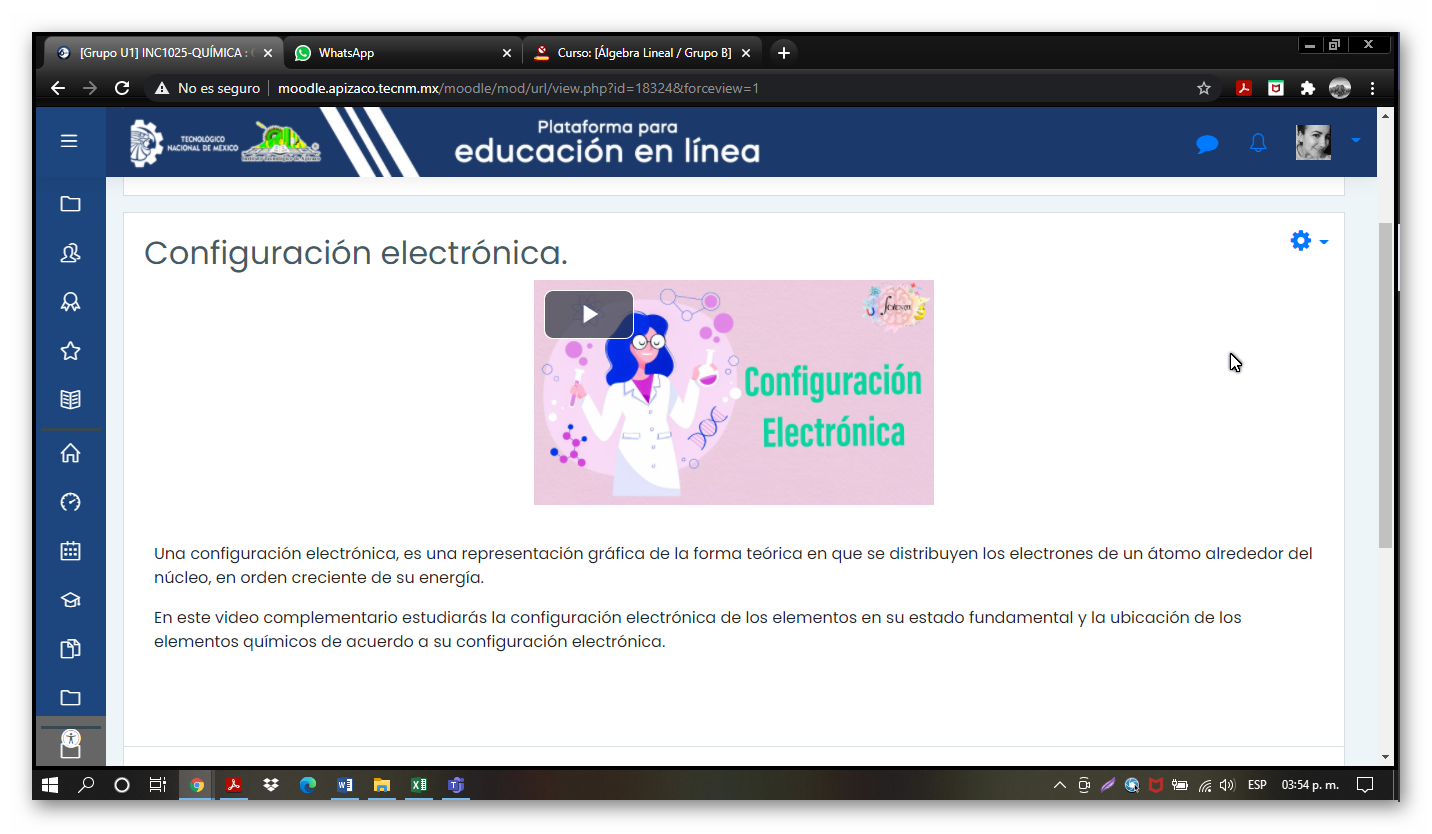 [Grupo U1] INC1025-QUÍMICA : 
WhatsApp
Curso: [Álgebra Lineal / Grupo B]
No es seguro
moodle.apizaco.tecnm.mx/moodle/mod/url/view.php?id=18324&forceview=1
TECNOLÓGICO
NACIONAL DE MEXICO
Plataforma para
educación en línea
Configuración electrónica.
Configuración
Electrónica
Una configuración electrónica, es una representación gráfica de la forma teórica en que se distribuyen los electrones de un átomo alrededor del
núcleo, en orden creciente de su energía.
En este video complementario estudiarás la configuración electrónica de los elementos en su estado fundamental y la ubicación de los
elementos químicos de acuerdo a su configuración electrónica.
ESP
03:54 p. m.